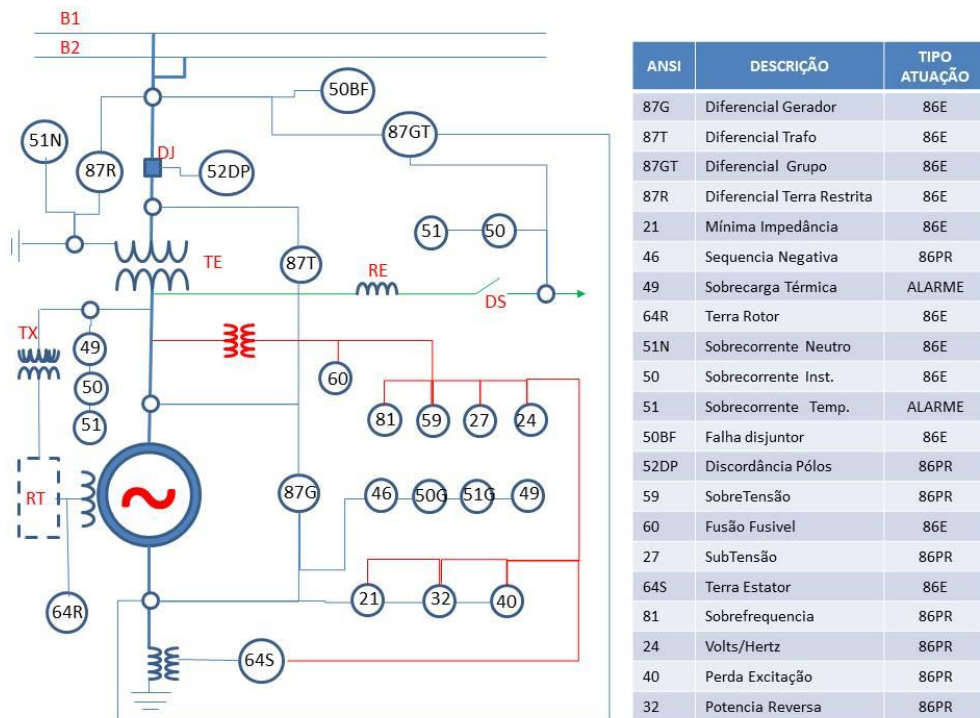 B1
B2
50BF
51N
87R
87GT
DJ
52DP
51
50
TE
87T
RE
DS
TX
49
50
51
60
81
59
27
24
RT
87G
46
50G
51G
49
64R
21
32
40
64S
ANSI DESCRIÇÃO TIPO ATUAÇÃO
87G Diferencial Gerador 86E
87T Diferencial Trafo 86E
87GT Diferencial Grupo 86E
87R Diferencial Terra Restrita 86E
21 Mínima Impedância 86E
46 Sequencia Negativa 86PR
49 Sobrecarga Térmica ALARME
64R Terra Rotor 86E
51N Sobrecorrente Neutro 86E
50 Sobrecorrente Inst. 86E
51 Sobrecorrente Temp. ALARME
50BF Falha disjuntor 86E
52DP Discordância Pólos 86PR
59 SobreTensão 86PR
60 Fusão Fusivel 86E
27 SubTensão 86PR
64S Terra Estator 86E
81 Sobrefrequencia 86PR
24 Volts/Hertz 86PR
40 Perda Excitação 86PR
32 Potencia Reversa 86PR